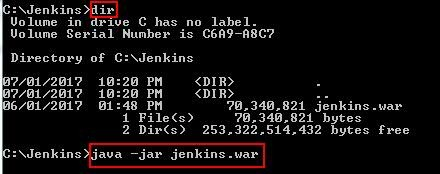 C:\Jenkins>dir
Volume in drive C has no label.
Volume Serial Number is C6A9-A8C7
Directory of C:\Jenkins
07/01/2017  10:20 PM    <DIR>          .
07/01/2017  10:20 PM    <DIR>          ..
06/01/2017  01:48 PM        70,340,821 jenkins.war
1 File(s)     70,340,821 bytes
2 Dir(s)  253,322,514,432 bytes free
C:\Jenkins>java -jar jenkins.war